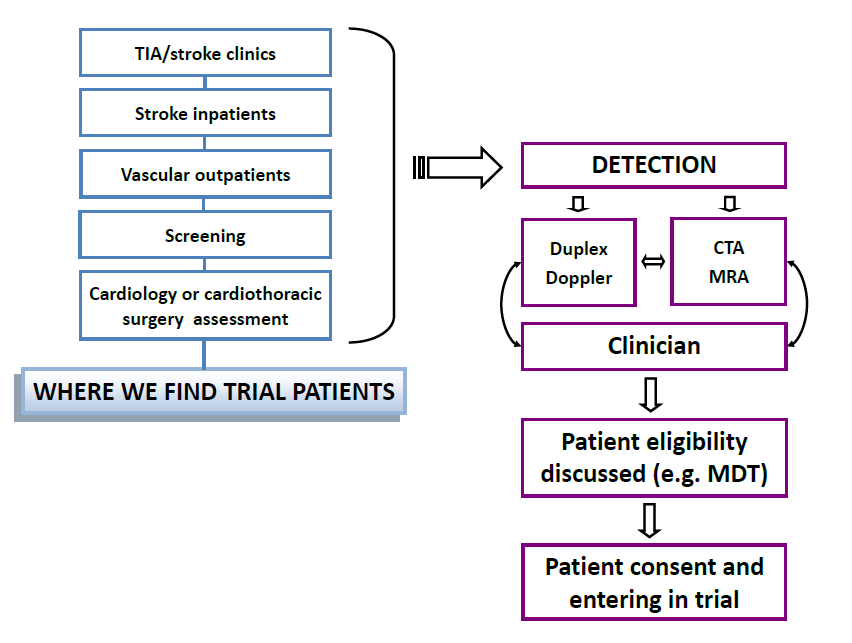 TIA/stroke clinics
Stroke inpatients
Vascular outpatients
Screening
Cardiology or cardiothoracic
surgery assessment
WHERE WE FIND TRIAL PATIENTS
DETECTION
Duplex
Doppler
CTA
MRA
Clinician
Patient eligibility
discussed (e.g. MDT)
Patient consent and
entering in trial